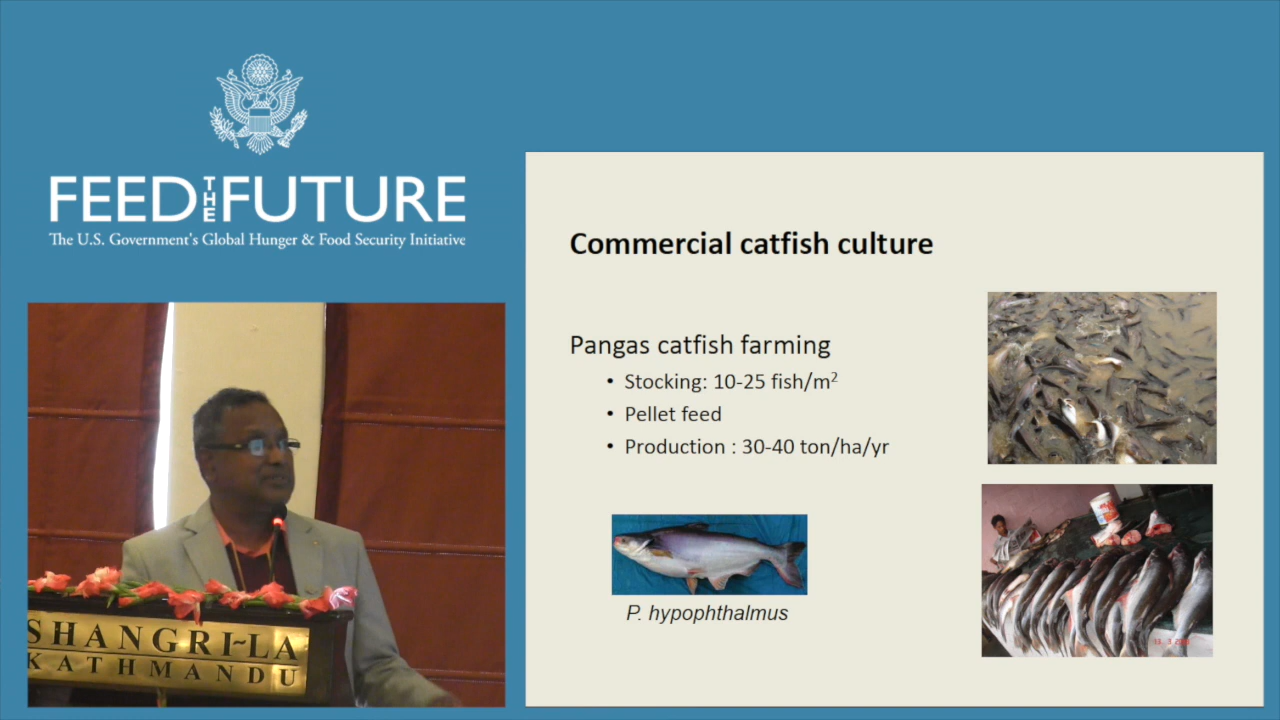 FEED THE FUTURE
The U.S. Government's Global Hunger & Food Security Initiative
Commercial catfish culture
Pangas catfish farming
• Stocking: 10-25 fish/m²
• Pellet feed
• Production : 30-40 ton/ha/yr
P. hypophthalmus
SHANGRI~LA
KATHMANDU